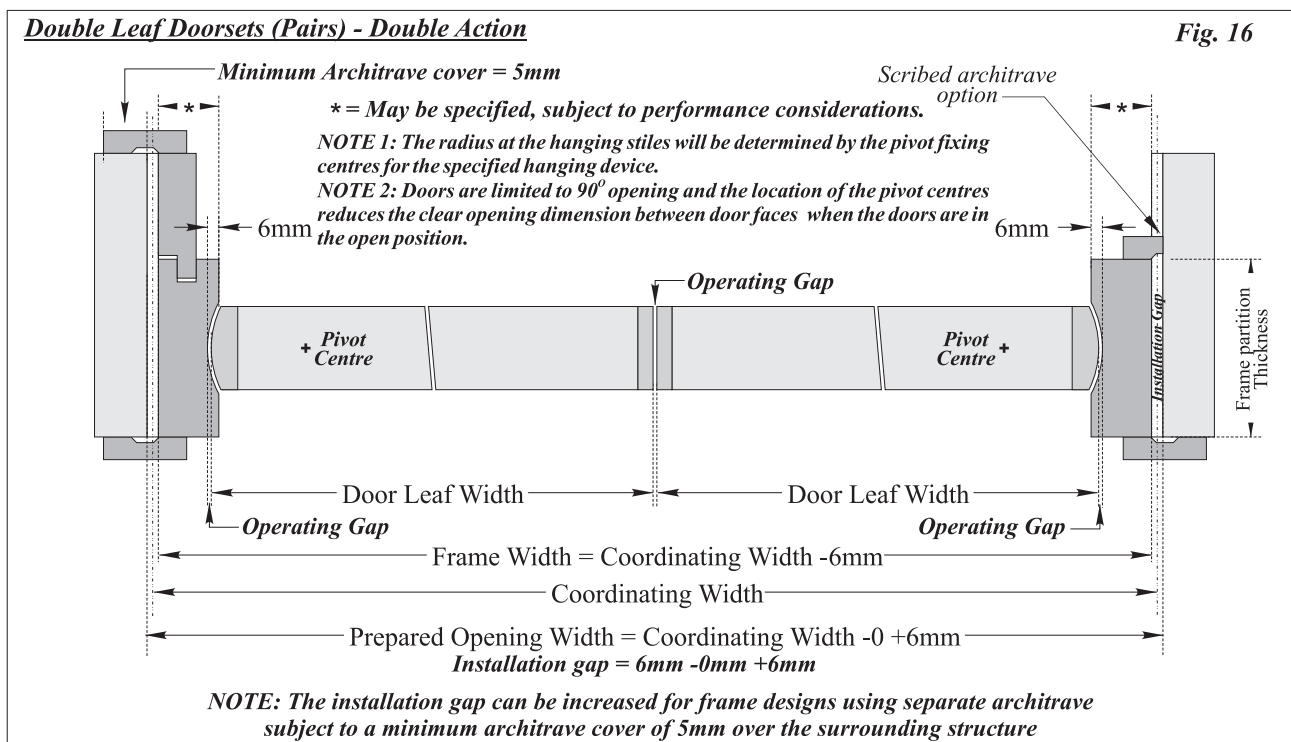 Double Leaf Doorsets (Pairs) - Double Action
Fig. 16
Minimum Architrave cover = 5mm
Scribed architrave
option
*
* = May be specified, subject to performance considerations.
*
NOTE 1: The radius at the hanging stiles will be determined by the pivot fixing
centres for the specified hanging device.
NOTE 2: Doors are limited to 90° opening and the location of the pivot centres
reduces the clear opening dimension between door faces when the doors are in
the open position.
6mm
6mm
Operating Gap
Pivot
Centre
Pivot
Centre
Installation Gap
Frame partition
Thickness
Door Leaf Width
Door Leaf Width
Operating Gap
Operating Gap
Frame Width = Coordinating Width -6mm
Coordinating Width
Prepared Opening Width = Coordinating Width -0 +6mm
Installation gap = 6mm -0mm +6mm
NOTE: The installation gap can be increased for frame designs using separate architrave
subject to a minimum architrave cover of 5mm over the surrounding structure